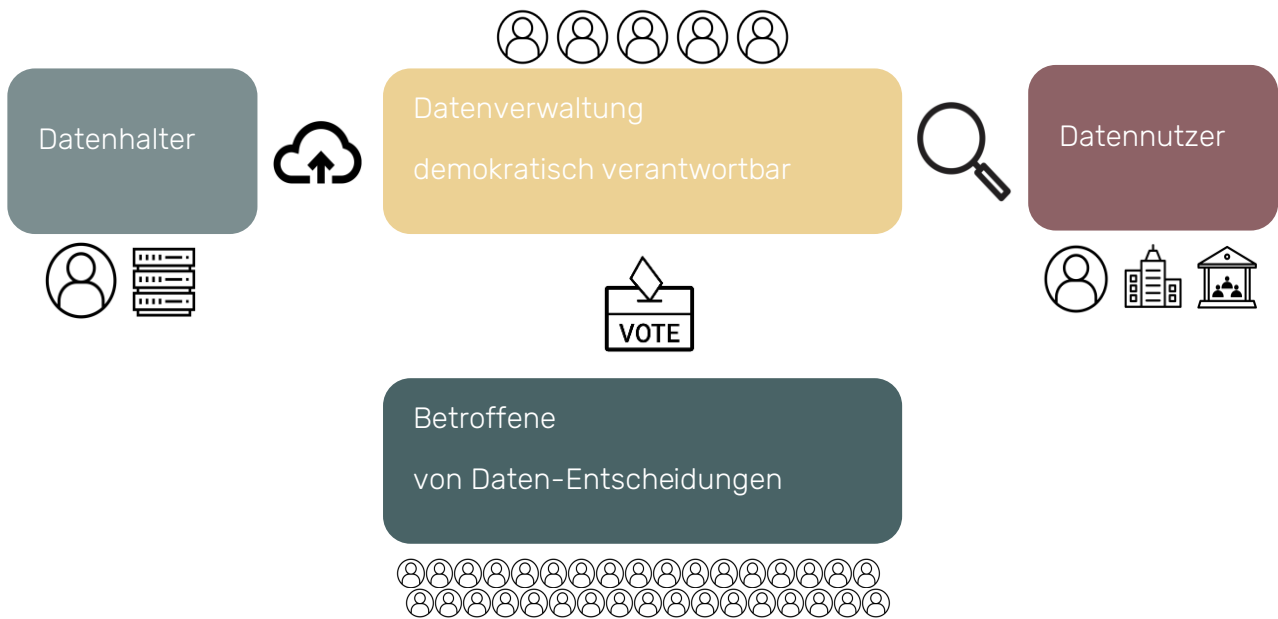 Datenhalter
Datenverwaltung
demokratisch verantwortbar
Datennutzer
VOTE
Betroffene
von Daten-Entscheidungen